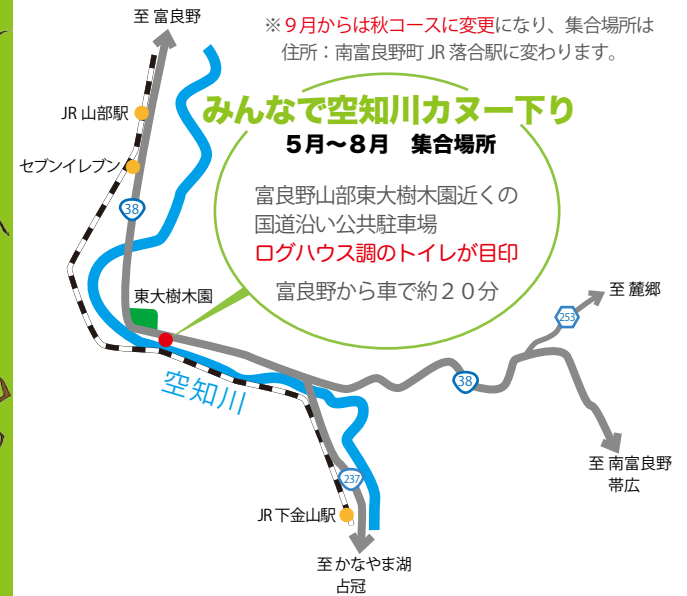 至 富良野
※９月からは秋コースに変更になり、集合場所は
住所：南富良野町 JR 落合駅に変わります。
みんなで空知川カヌー下り
５月〜８月　集合場所
JR 山部駅
セブンイレブン
38
富良野山部東大樹木園近くの
国道沿い公共駐車場
ログハウス調のトイレが目印
富良野から車で約２０分
東大樹木園
至 麓郷
253
空知川
38
237
至 南富良野
帯広
JR 下金山駅
至 かなやま湖
占冠